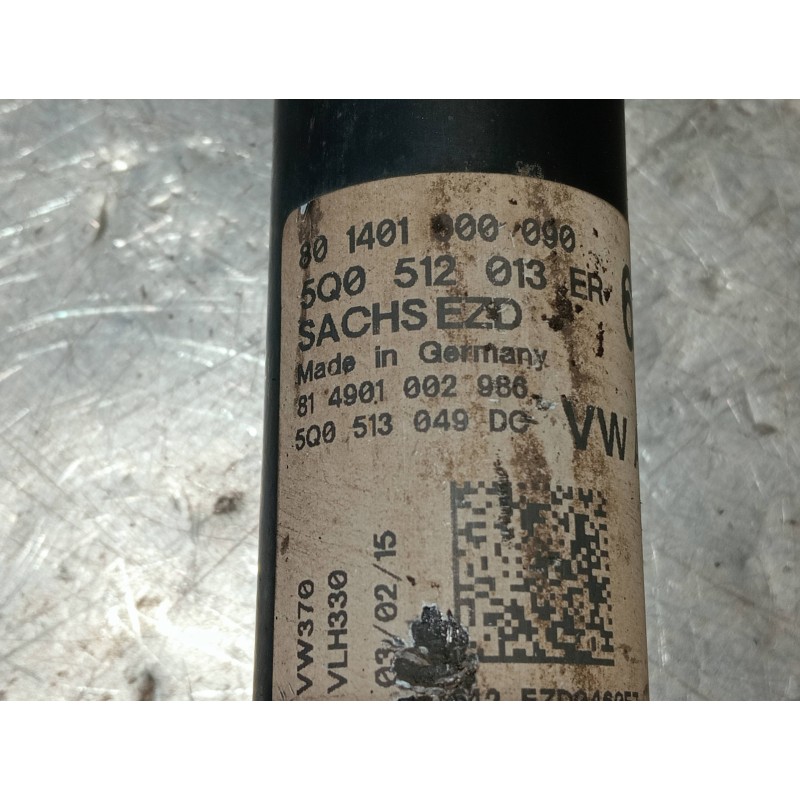 80 1401 000 090
5Q0 512 013 ER 6
SACHS EZD
Made in Germany
81 4901 002 986
5Q0 513 049 DC
VW
VW370
VLH330
03/02/15